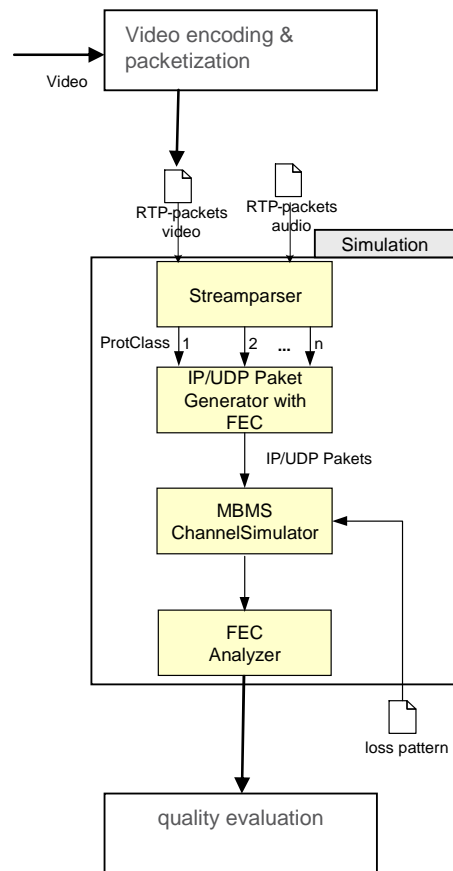 Video encoding &
packetization
Video
RTP-packets
video
RTP-packets
audio
Simulation
Streamparser
ProtClass 1 2 ... n
IP/UDP Paket
Generator with
FEC
IP/UDP Pakets
MBMS
ChannelSimulator
FEC
Analyzer
loss pattern
quality evaluation